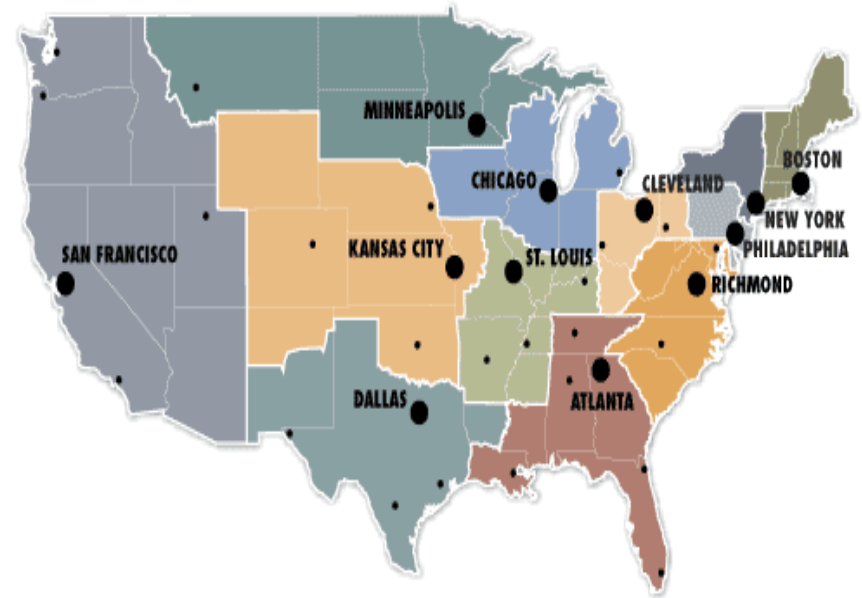 MINNEAPOLIS
BOSTON
CHICAGO
CLEVELAND
NEW YORK
SAN FRANCISCO
KANSAS CITY
ST. LOUIS
PHILADELPHIA
RICHMOND
DALLAS
ATLANTA